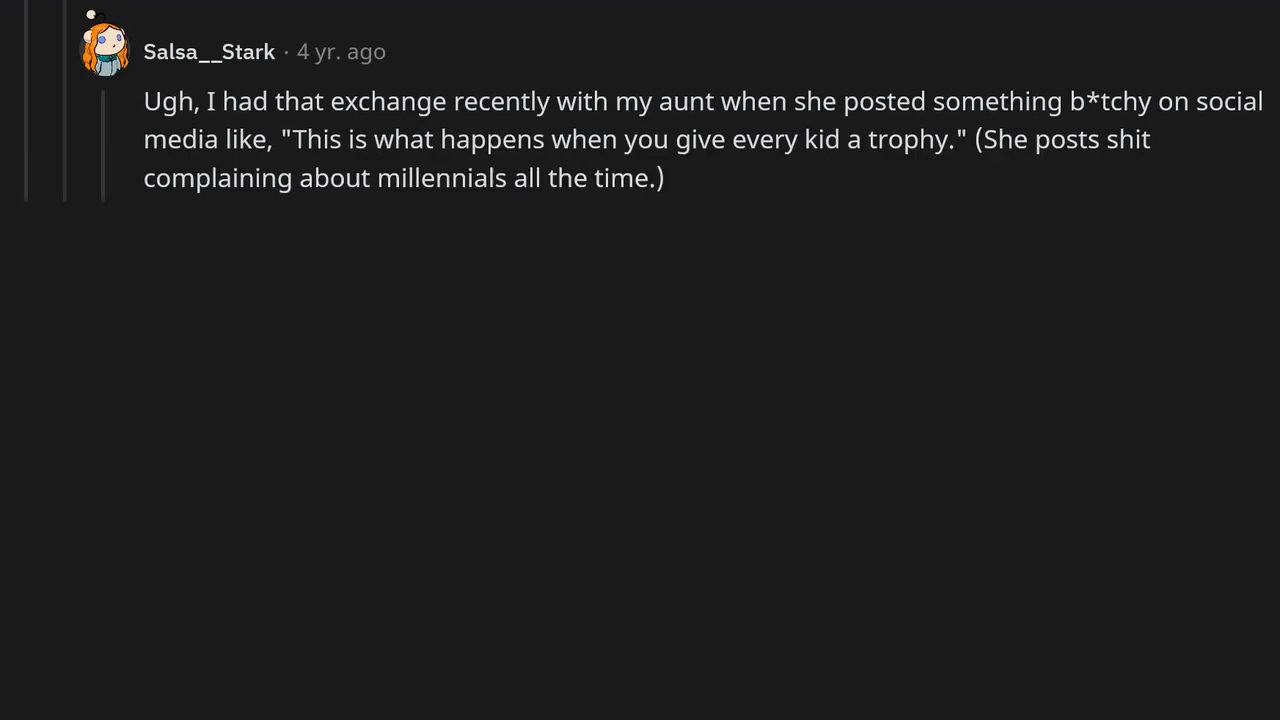 Salsa__Stark · 4 yr. ago
Ugh, I had that exchange recently with my aunt when she posted something b*tchy on social
media like, "This is what happens when you give every kid a trophy." (She posts shit
complaining about millennials all the time.)